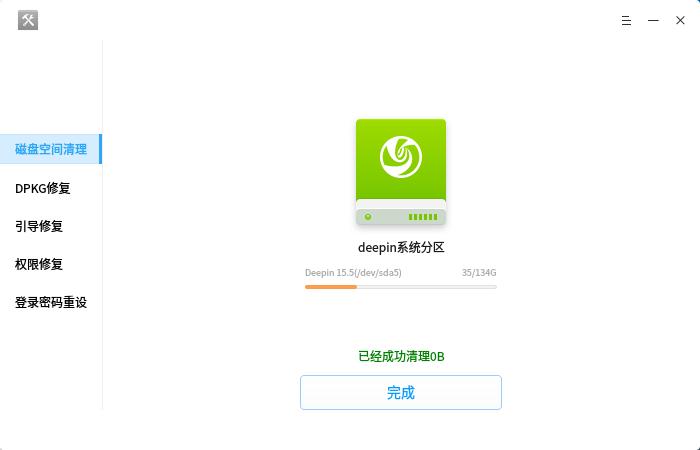 磁盘空间清理
DPKG修复
引导修复
权限修复
登录密码重设
deepin系统分区
Deepin 15.5(/dev/sda5) 35/134G
已经成功清理0B
完成